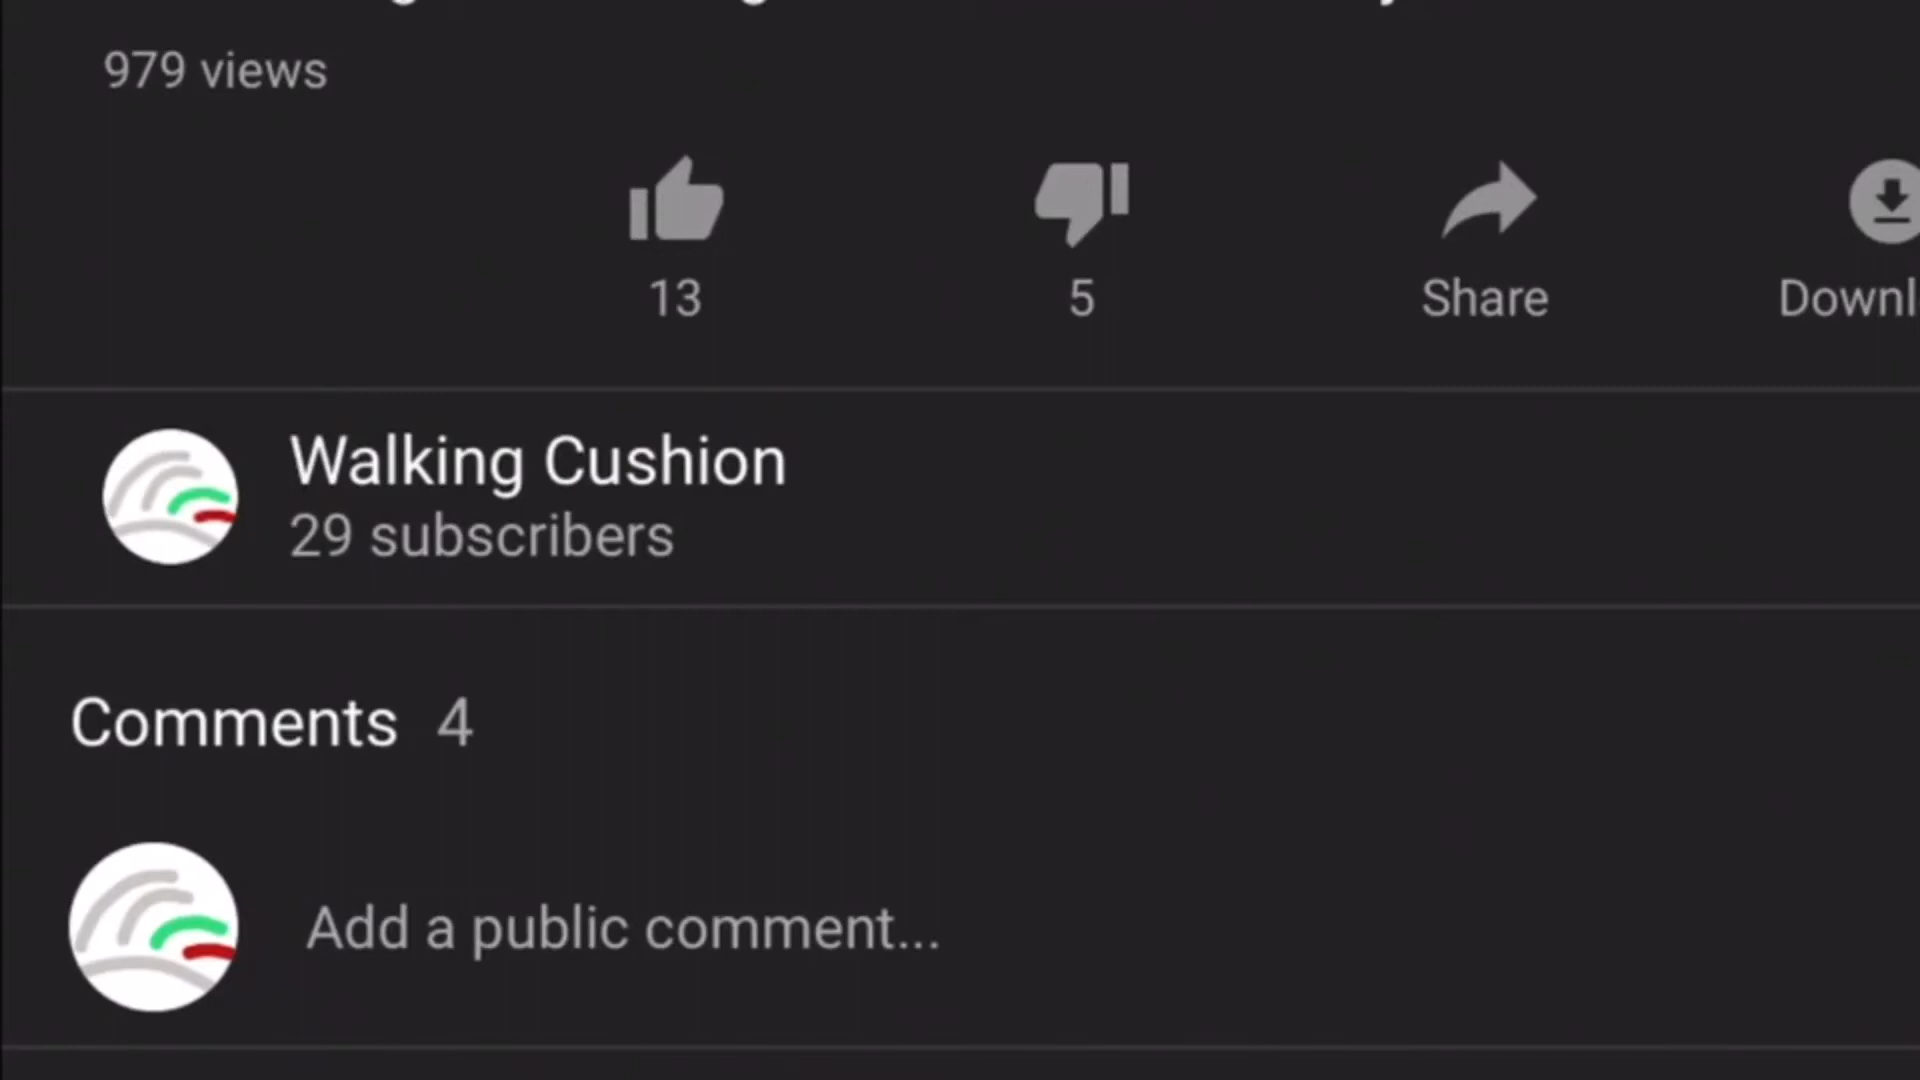 979 views
13
5
Share
Downl
Walking Cushion
29 subscribers
Comments 4
Add a public comment...